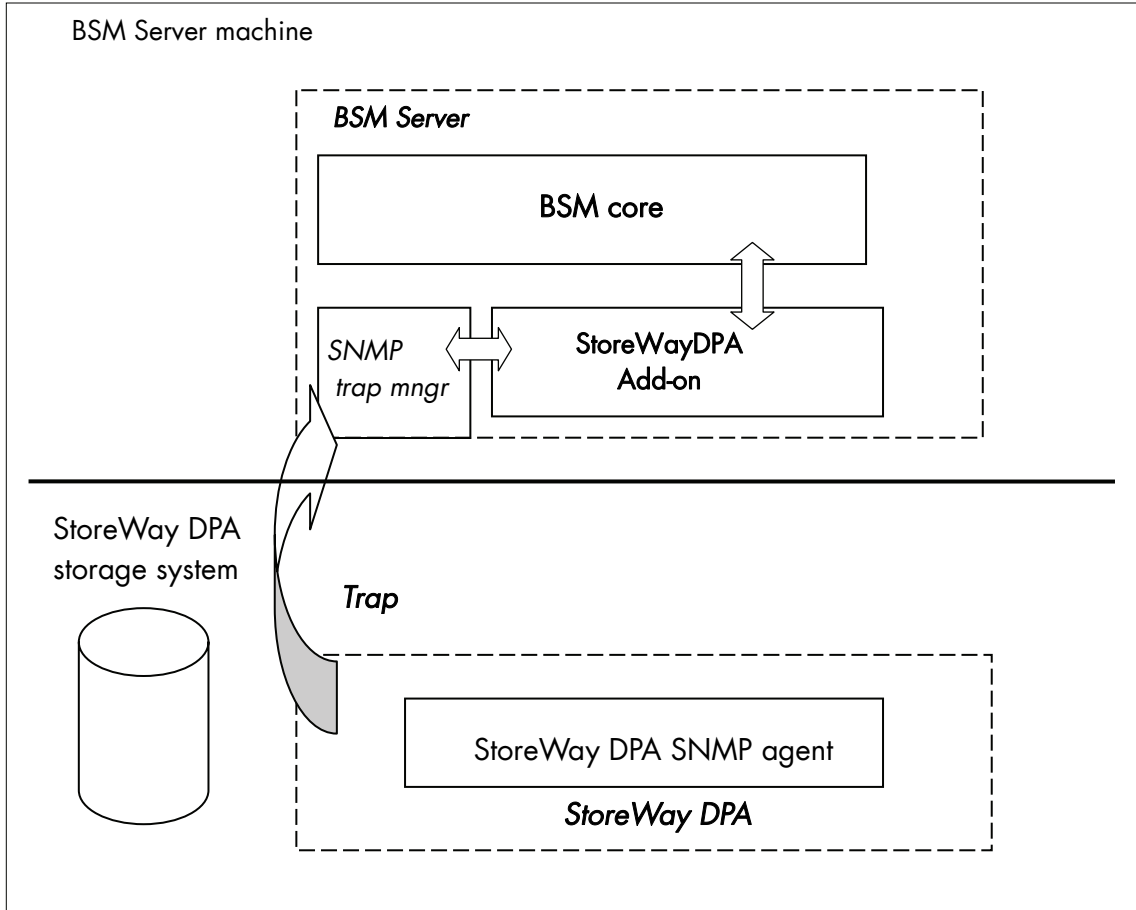 BSM Server machine
BSM Server
BSM core
SNMP
trap mngr
StoreWayDPA
Add-on
StoreWay DPA
storage system
Trap
StoreWay DPA SNMP agent
StoreWay DPA